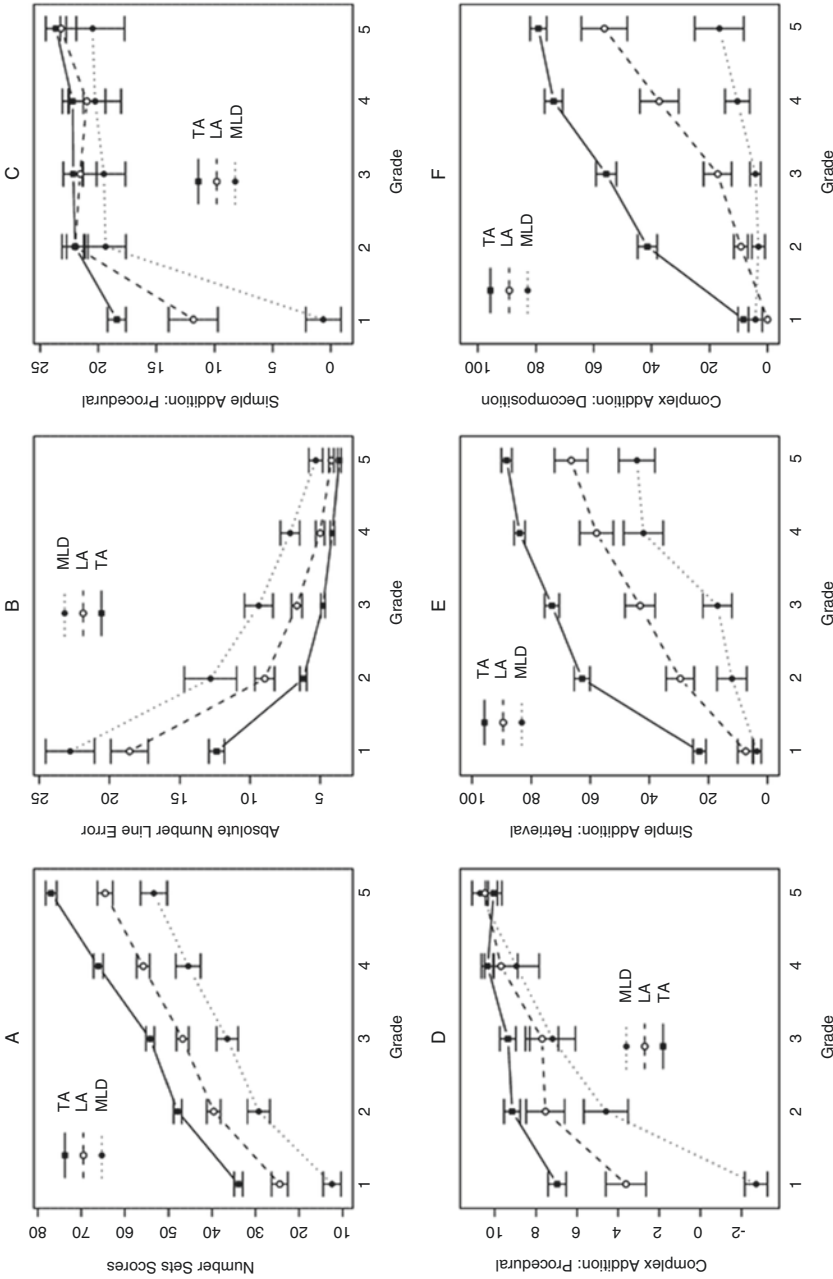 A
Number Sets Scores
80
70
60
50
40
30
20
10
TA
LA
MLD
1 2 3 4 5
Grade
B
Absolute Number Line Error
25
20
15
10
5
MLD
LA
TA
1 2 3 4 5
Grade
C
Simple Addition: Procedural
25
20
15
10
5
0
TA
LA
MLD
1 2 3 4 5
Grade
D
Complex Addition: Procedural
10
8
6
4
2
0
-2
MLD
LA
TA
1 2 3 4 5
Grade
E
Simple Addition: Retrieval
100
80
60
40
20
0
TA
LA
MLD
1 2 3 4 5
Grade
F
Complex Addition: Decomposition
100
80
60
40
20
0
TA
LA
MLD
1 2 3 4 5
Grade